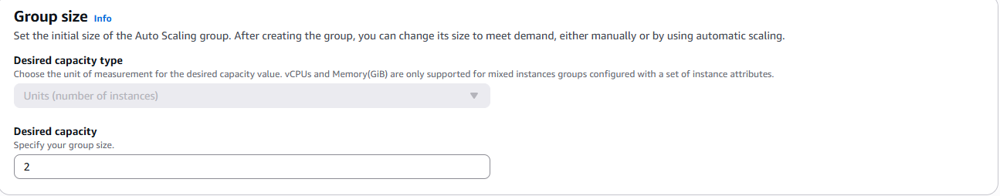 Group size Info
Set the initial size of the Auto Scaling group. After creating the group, you can change its size to meet demand, either manually or by using automatic scaling.
Desired capacity type
Choose the unit of measurement for the desired capacity value. vCPUs and Memory(GiB) are only supported for mixed instances groups configured with a set of instance attributes.
Units (number of instances)
Desired capacity
Specify your group size.
2